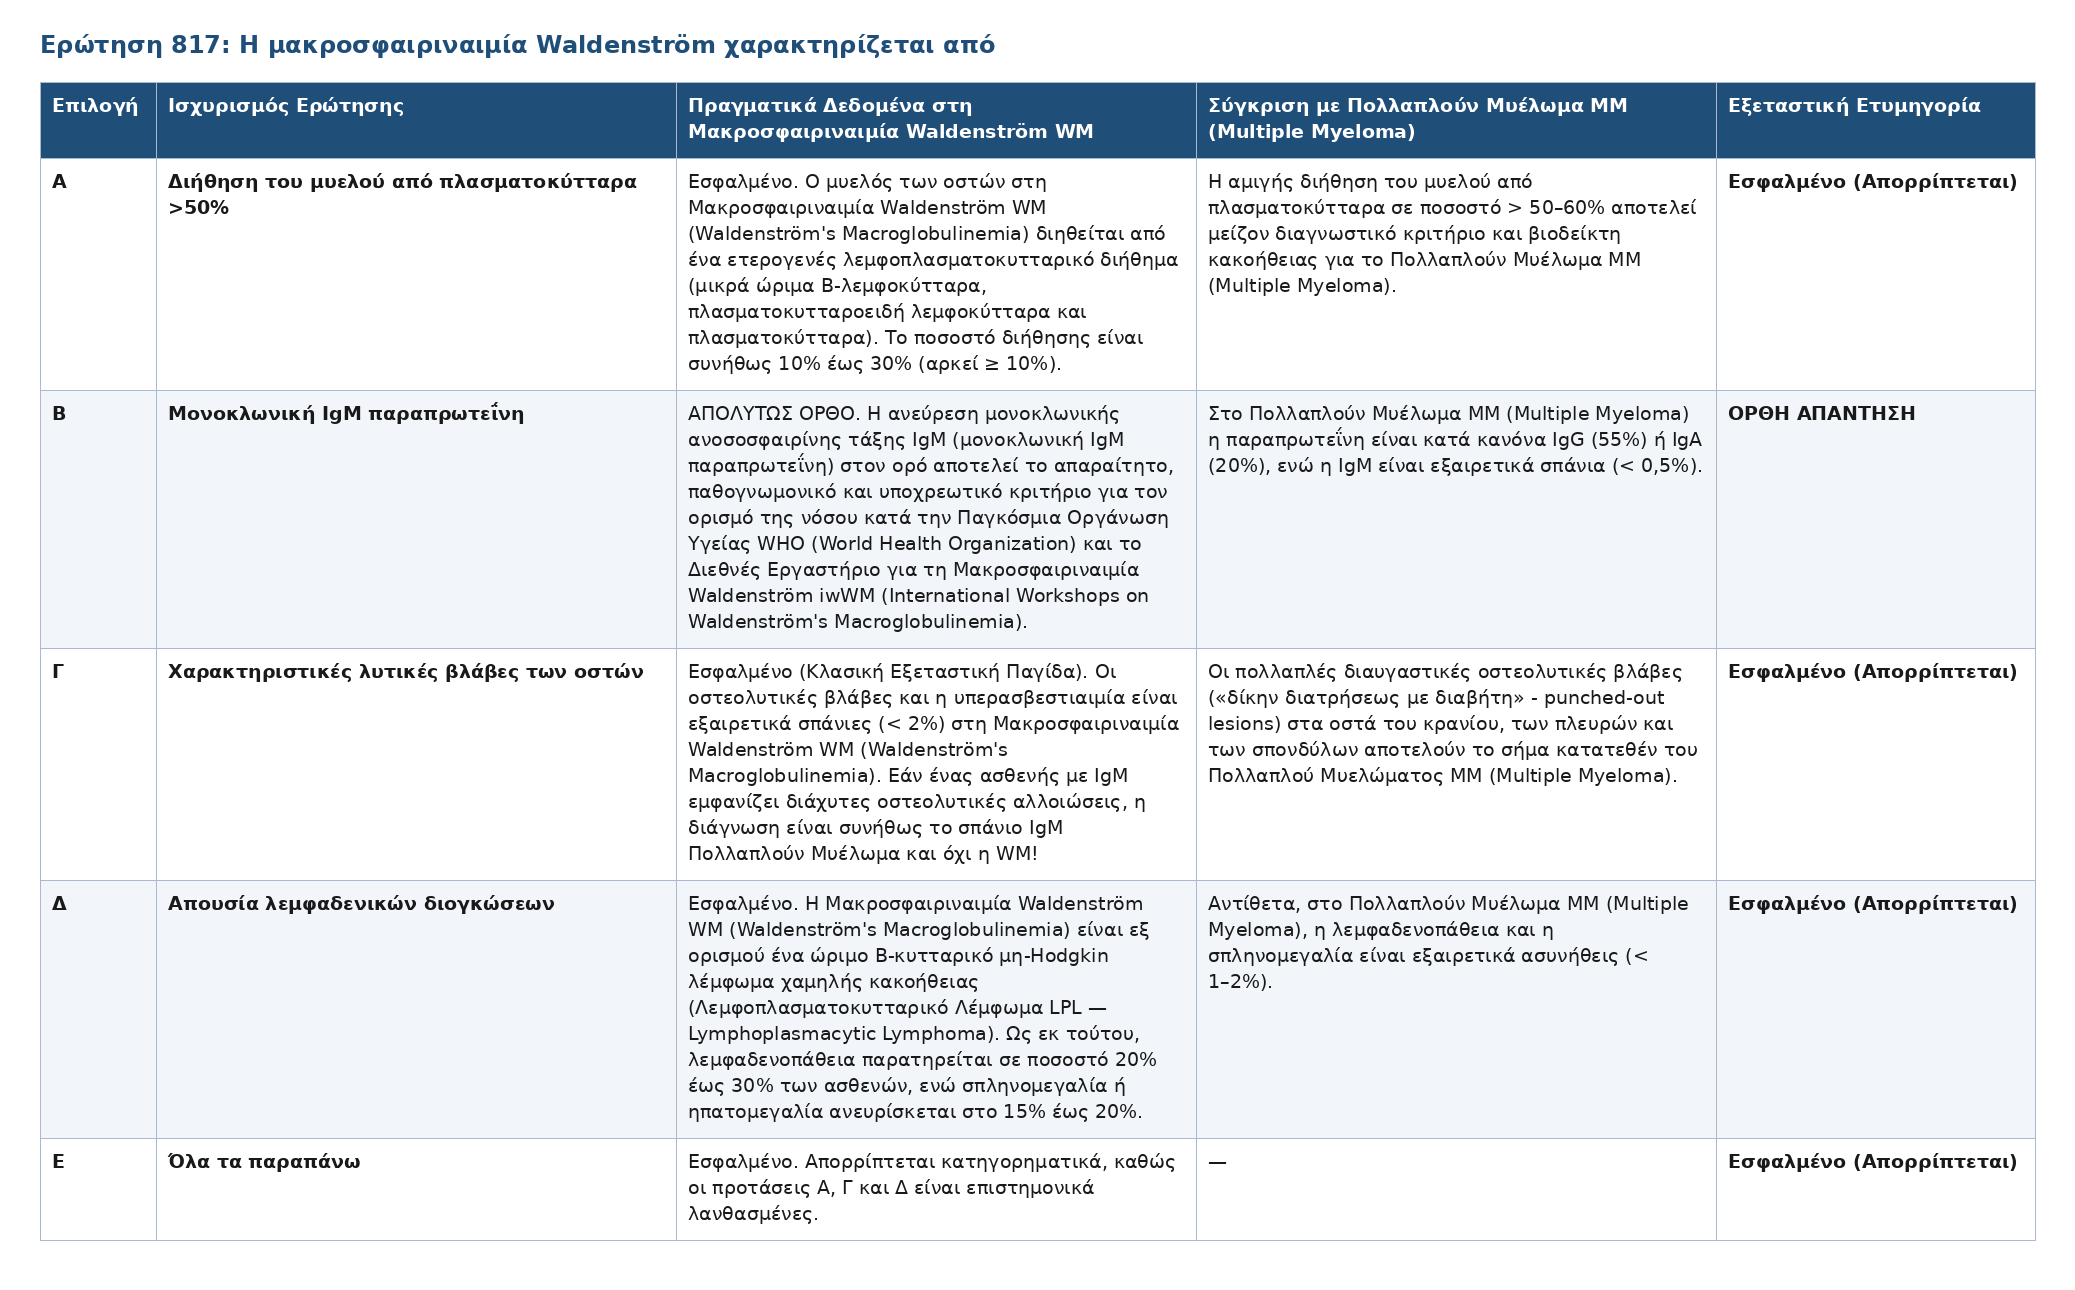 Ερώτηση 817: Η μακροσφαιριναιμία Waldenström χαρακτηρίζεται από
Επιλογή
Ισχυρισμός Ερώτησης
Πραγματικά Δεδομένα στη
Μακροσφαιριναιμία Waldenström WM
Σύγκριση με Πολλαπλούν Μυέλωμα MM
(Multiple Myeloma)
Εξεταστική Ετυμηγορία
Α
Διήθηση του μυελού από πλασματοκύτταρα
>50%
Εσφαλμένο. Ο μυελός των οστών στη
Μακροσφαιριναιμία Waldenström WM
(Waldenström's Macroglobulinemia) διηθείται από
ένα ετερογενές λεμφοπλασματοκυτταρικό διήθημα
(μικρά ώριμα Β-λεμφοκύτταρα,
πλασματοκυτταροειδή λεμφοκύτταρα και
πλασματοκύτταρα). Το ποσοστό διήθησης είναι
συνήθως 10% έως 30% (αρκεί ≥ 10%).
Η αμιγής διήθηση του μυελού από
πλασματοκύτταρα σε ποσοστό > 50–60% αποτελεί
μείζον διαγνωστικό κριτήριο και βιοδείκτη
κακοήθειας για το Πολλαπλούν Μυέλωμα MM
(Multiple Myeloma).
Εσφαλμένο (Απορρίπτεται)
Β
Μονοκλωνική IgM παραπρωτεΐνη
ΑΠΟΛΥΤΩΣ ΟΡΘΟ. Η ανεύρεση μονοκλωνικής
ανοσοσφαιρίνης τάξης IgM (μονοκλωνική IgM
παραπρωτεΐνη) στον ορό αποτελεί το απαραίτητο,
παθογνωμονικό και υποχρεωτικό κριτήριο για τον
ορισμό της νόσου κατά την Παγκόσμια Οργάνωση
Υγείας WHO (World Health Organization) και το
Διεθνές Εργαστήριο για τη Μακροσφαιριναιμία
Waldenström iwWM (International Workshops on
Waldenström's Macroglobulinemia).
Στο Πολλαπλούν Μυέλωμα MM (Multiple Myeloma)
η παραπρωτεΐνη είναι κατά κανόνα IgG (55%) ή IgA
(20%), ενώ η IgM είναι εξαιρετικά σπάνια (< 0,5%).
ΟΡΘΗ ΑΠΑΝΤΗΣΗ
Γ
Χαρακτηριστικές λυτικές βλάβες των οστών
Εσφαλμένο (Κλασική Εξεταστική Παγίδα). Οι
οστεολυτικές βλάβες και η υπερασβεστιαιμία είναι
εξαιρετικά σπάνιες (< 2%) στη Μακροσφαιριναιμία
Waldenström WM (Waldenström's
Macroglobulinemia). Εάν ένας ασθενής με IgM
εμφανίζει διάχυτες οστεολυτικές αλλοιώσεις, η
διάγνωση είναι συνήθως το σπάνιο IgM
Πολλαπλούν Μυέλωμα και όχι η WM!
Οι πολλαπλές διαυγαστικές οστεολυτικές βλάβες
(«δίκην διατρήσεως με διαβήτη» - punched-out
lesions) στα οστά του κρανίου, των πλευρών και
των σπονδύλων αποτελούν το σήμα κατατεθέν του
Πολλαπλού Μυελώματος MM (Multiple Myeloma).
Εσφαλμένο (Απορρίπτεται)
Δ
Απουσία λεμφαδενικών διογκώσεων
Εσφαλμένο. Η Μακροσφαιριναιμία Waldenström
WM (Waldenström's Macroglobulinemia) είναι εξ
ορισμού ένα ώριμο Β-κυτταρικό μη-Hodgkin
λέμφωμα χαμηλής κακοήθειας
(Λεμφοπλασματοκυτταρικό Λέμφωμα LPL —
Lymphoplasmacytic Lymphoma). Ως εκ τούτου,
λεμφαδενοπάθεια παρατηρείται σε ποσοστό 20%
έως 30% των ασθενών, ενώ σπληνομεγαλία ή
ηπατομεγαλία ανευρίσκεται στο 15% έως 20%.
Αντίθετα, στο Πολλαπλούν Μυέλωμα MM (Multiple
Myeloma), η λεμφαδενοπάθεια και η
σπληνομεγαλία είναι εξαιρετικά ασυνήθεις (<
1–2%).
Εσφαλμένο (Απορρίπτεται)
Ε
Όλα τα παραπάνω
Εσφαλμένο. Απορρίπτεται κατηγορηματικά, καθώς
οι προτάσεις Α, Γ και Δ είναι επιστημονικά
λανθασμένες.
—
Εσφαλμένο (Απορρίπτεται)